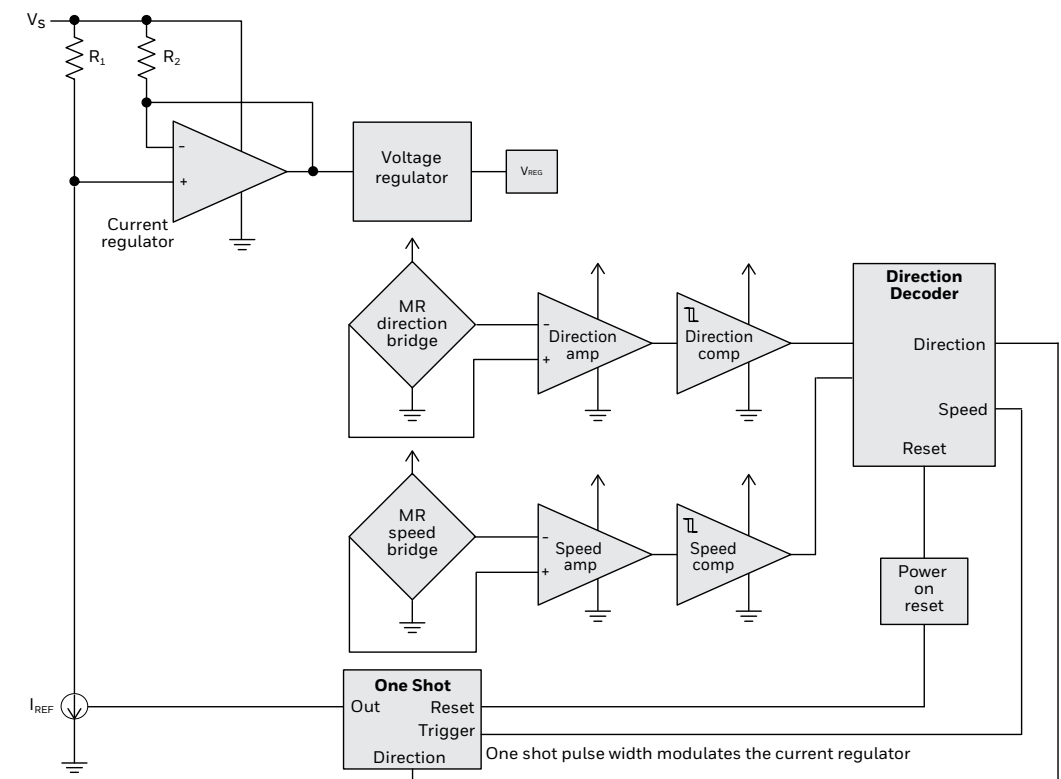 VS
R1
R2
−
+
Current
regulator
Voltage
regulator
VREG
MR
direction
bridge
−
+
Direction
amp
Direction
comp
Direction
Decoder
Direction
Speed
Reset
MR
speed
bridge
−
+
Speed
amp
Speed
comp
Power
on
reset
IREF
One Shot
Out
Reset
Trigger
Direction
One shot pulse width modulates the current regulator